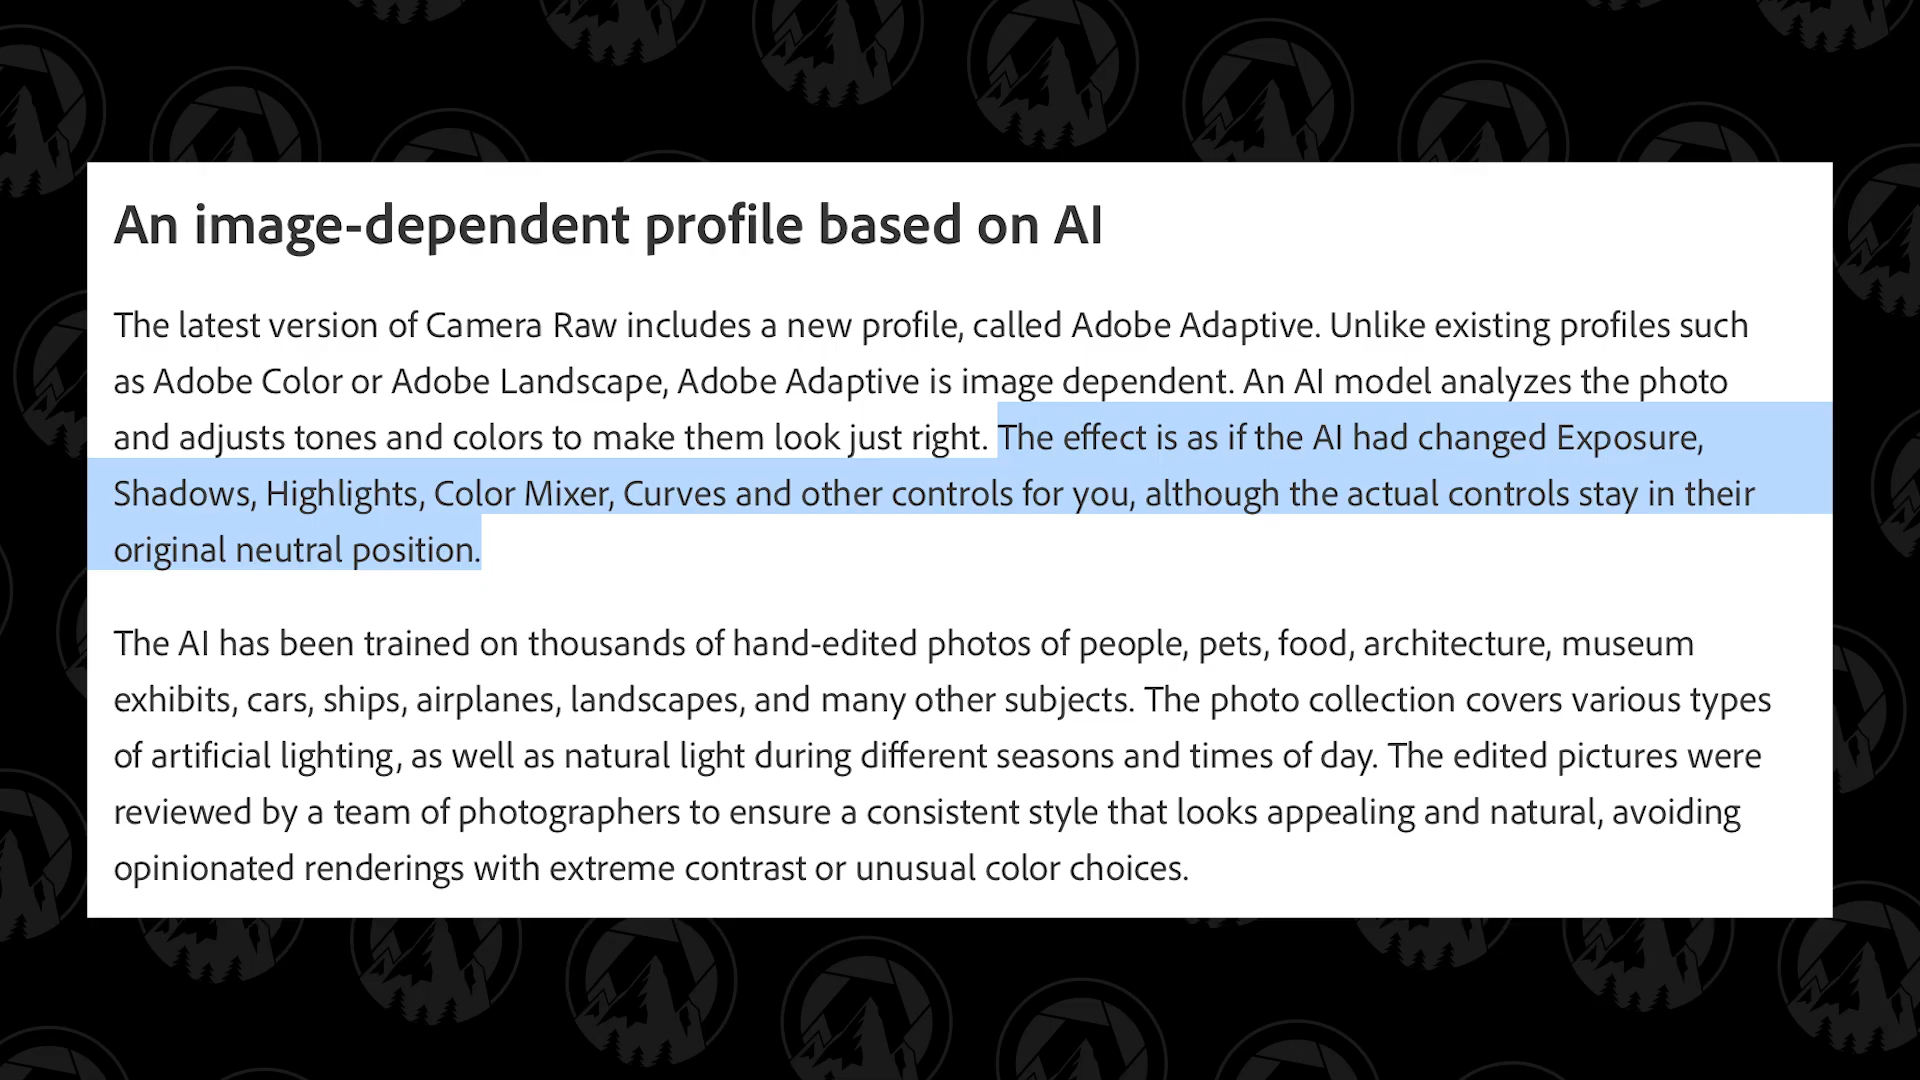 An image-dependent profile based on AI
The latest version of Camera Raw includes a new profile, called Adobe Adaptive. Unlike existing profiles such
as Adobe Color or Adobe Landscape, Adobe Adaptive is image dependent. An AI model analyzes the photo
and adjusts tones and colors to make them look just right. The effect is as if the AI had changed Exposure,
Shadows, Highlights, Color Mixer, Curves and other controls for you, although the actual controls stay in their
original neutral position.
The AI has been trained on thousands of hand-edited photos of people, pets, food, architecture, museum
exhibits, cars, ships, airplanes, landscapes, and many other subjects. The photo collection covers various types
of artificial lighting, as well as natural light during different seasons and times of day. The edited pictures were
reviewed by a team of photographers to ensure a consistent style that looks appealing and natural, avoiding
opinionated renderings with extreme contrast or unusual color choices.